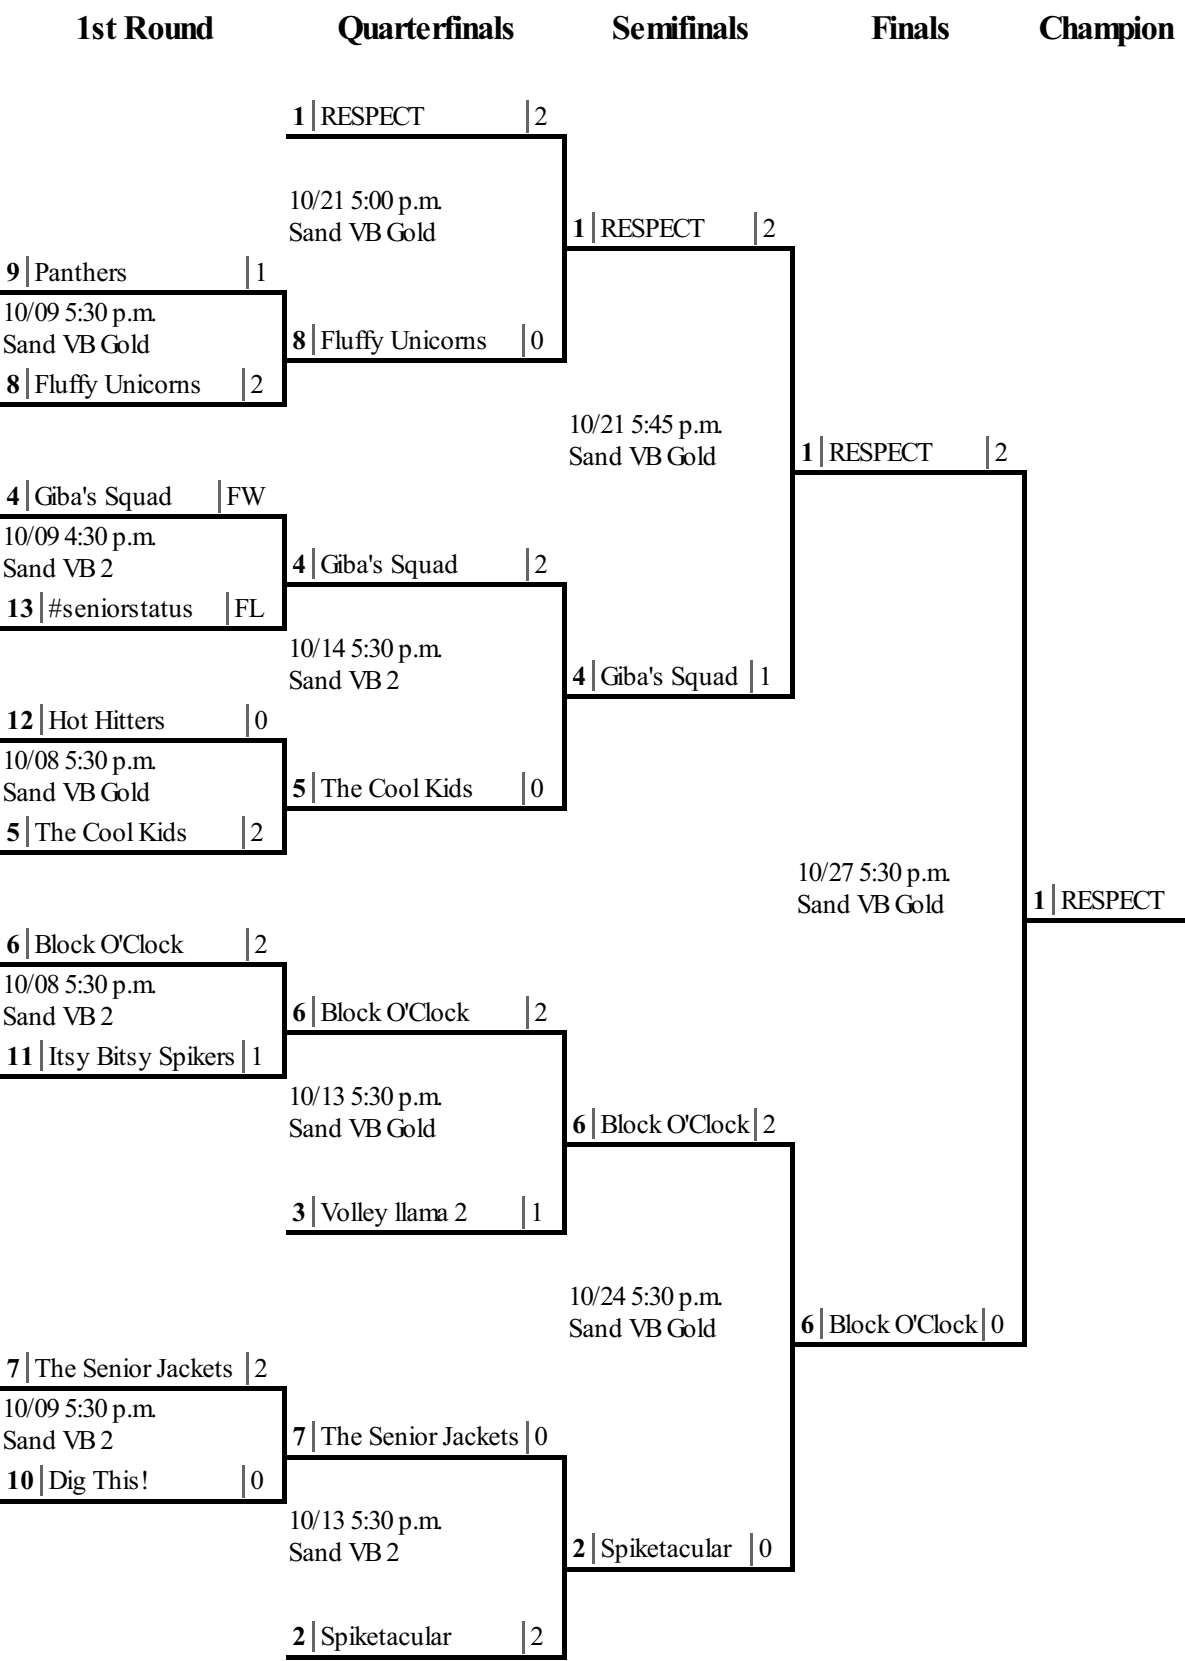 1st Round Quarterfinals Semifinals Finals Champion
1 RESPECT 2
10/21 5:00 p.m.
Sand VB Gold
1 RESPECT 2
9 Panthers 1
10/09 5:30 p.m.
Sand VB Gold
8 Fluffy Unicorns 0
8 Fluffy Unicorns 2
10/21 5:45 p.m.
Sand VB Gold
1 RESPECT 2
4 Giba's Squad FW
10/09 4:30 p.m.
Sand VB 2
4 Giba's Squad 2
13 #seniorstatus FL
10/14 5:30 p.m.
Sand VB 2
4 Giba's Squad 1
12 Hot Hitters 0
10/08 5:30 p.m.
Sand VB Gold
5 The Cool Kids 0
5 The Cool Kids 2
10/27 5:30 p.m.
Sand VB Gold
1 RESPECT
6 Block O'Clock 2
10/08 5:30 p.m.
Sand VB 2
6 Block O'Clock 2
11 Itsy Bitsy Spikers 1
10/13 5:30 p.m.
Sand VB Gold
6 Block O'Clock 2
3 Volley llama 2 1
10/24 5:30 p.m.
Sand VB Gold
6 Block O'Clock 0
7 The Senior Jackets 2
10/09 5:30 p.m.
Sand VB 2
7 The Senior Jackets 0
10 Dig This! 0
10/13 5:30 p.m.
Sand VB 2
2 Spiketacular 0
2 Spiketacular 2